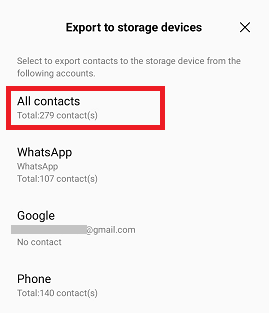 Export to storage devices
Select to export contacts to the storage device from the
following accounts.
All contacts
Total:279 contact(s)
WhatsApp
WhatsApp
Total:107 contact(s)
Google
@gmail.com
No contact
Phone
Total:140 contact(s)